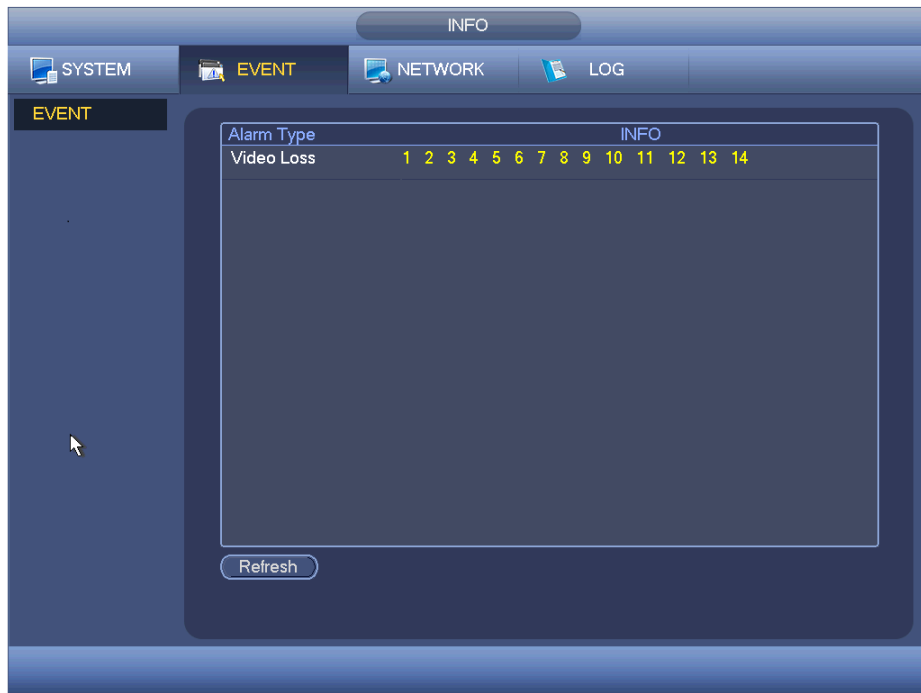 INFO
SYSTEM EVENT NETWORK LOG
EVENT
Alarm Type INFO
Video Loss 1 2 3 4 5 6 7 8 9 10 11 12 13 14
Refresh